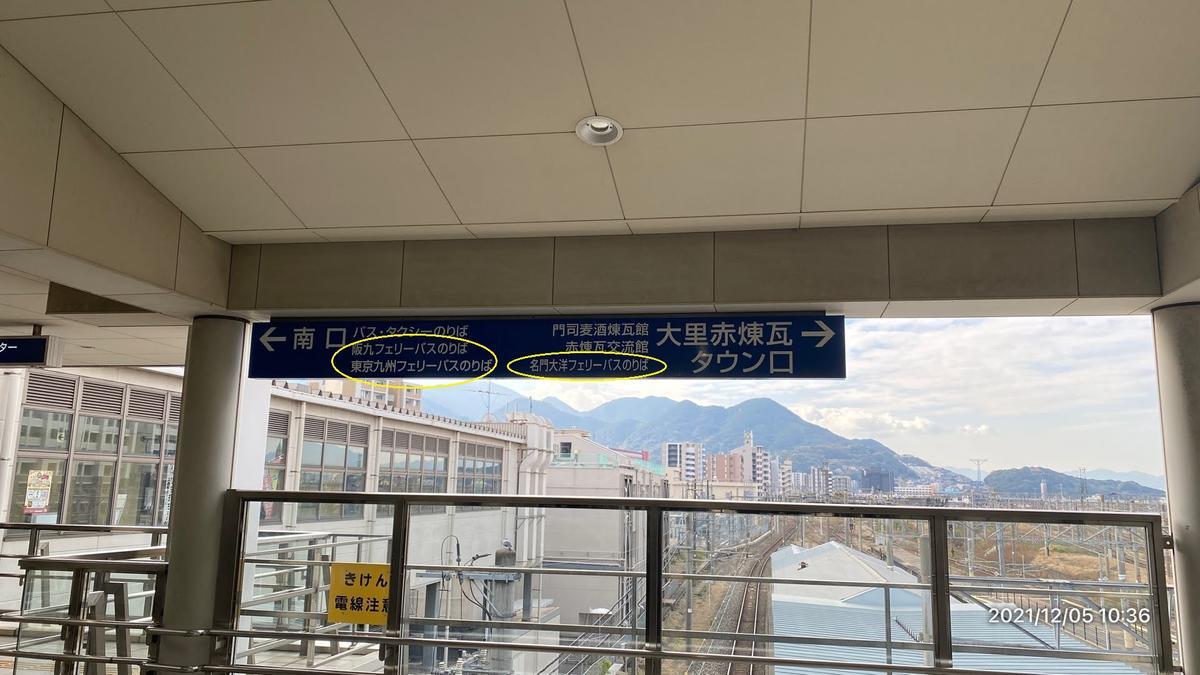 ← 南口
バス・タクシーのりば
阪九フェリーバスのりば
東京九州フェリーバスのりば
門司麦酒煉瓦館
赤煉瓦交流館
名門大洋フェリーバスのりば
大里赤煉瓦 →
タウン口
ター
きけん
電線注意
2021/12/05 10:36